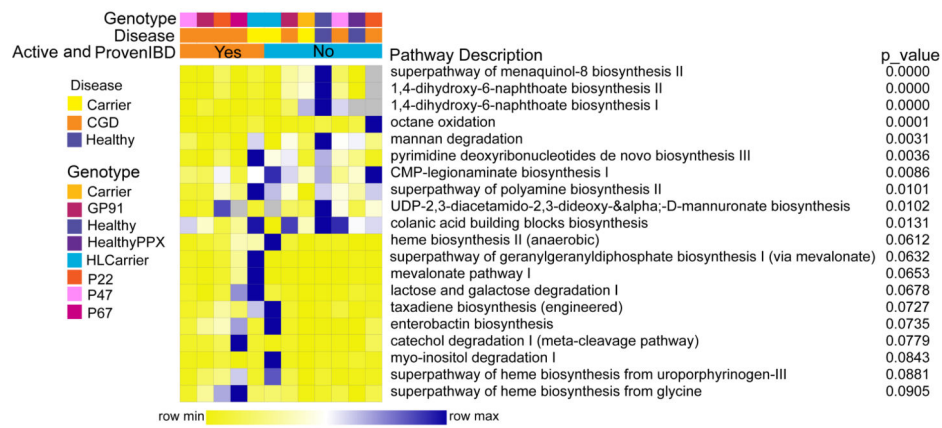 Genotype
Disease
Active and ProvenIBD
Yes
No
Pathway Description
p_value
superpathway of menaquinol-8 biosynthesis II 0.0000
1,4-dihydroxy-6-naphthoate biosynthesis II 0.0000
1,4-dihydroxy-6-naphthoate biosynthesis I 0.0000
octane oxidation 0.0001
mannan degradation 0.0031
pyrimidine deoxyribonucleotides de novo biosynthesis III 0.0036
CMP-legionaminate biosynthesis I 0.0086
superpathway of polyamine biosynthesis II 0.0101
UDP-2,3-diacetamido-2,3-dideoxy-&alpha;-D-mannuronate biosynthesis 0.0102
colanic acid building blocks biosynthesis 0.0131
heme biosynthesis II (anaerobic) 0.0612
superpathway of geranylgeranyldiphosphate biosynthesis I (via mevalonate) 0.0632
mevalonate pathway I 0.0653
lactose and galactose degradation I 0.0678
taxadiene biosynthesis (engineered) 0.0727
enterobactin biosynthesis 0.0735
catechol degradation I (meta-cleavage pathway) 0.0779
myo-inositol degradation I 0.0843
superpathway of heme biosynthesis from uroporphyrinogen-III 0.0881
superpathway of heme biosynthesis from glycine 0.0905
Disease
Carrier
CGD
Healthy
Genotype
Carrier
GP91
Healthy
HealthyPPX
HLCarrier
P22
P47
P67
row min
row max